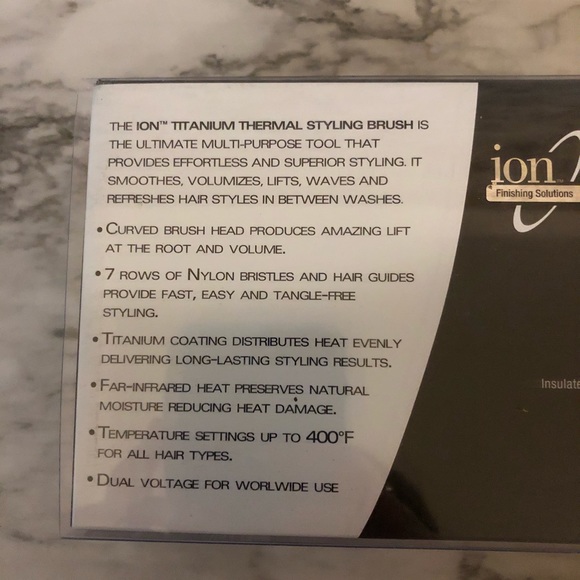 THE ION™ TITANIUM THERMAL STYLING BRUSH IS
THE ULTIMATE MULTI-PURPOSE TOOL THAT
PROVIDES EFFORTLESS AND SUPERIOR STYLING. IT
SMOOTHES, VOLUMIZES, LIFTS, WAVES AND
REFRESHES HAIR STYLES IN BETWEEN WASHES.
• CURVED BRUSH HEAD PRODUCES AMAZING LIFT
AT THE ROOT AND VOLUME.
• 7 ROWS OF NYLON BRISTLES AND HAIR GUIDES
PROVIDE FAST, EASY AND TANGLE-FREE
STYLING.
• TITANIUM COATING DISTRIBUTES HEAT EVENLY
DELIVERING LONG-LASTING STYLING RESULTS.
• FAR-INFRARED HEAT PRESERVES NATURAL
MOISTURE REDUCING HEAT DAMAGE.
• TEMPERATURE SETTINGS UP TO 400°F
FOR ALL HAIR TYPES.
• DUAL VOLTAGE FOR WORLWIDE USE
ion
Finishing Solutions
Insulate